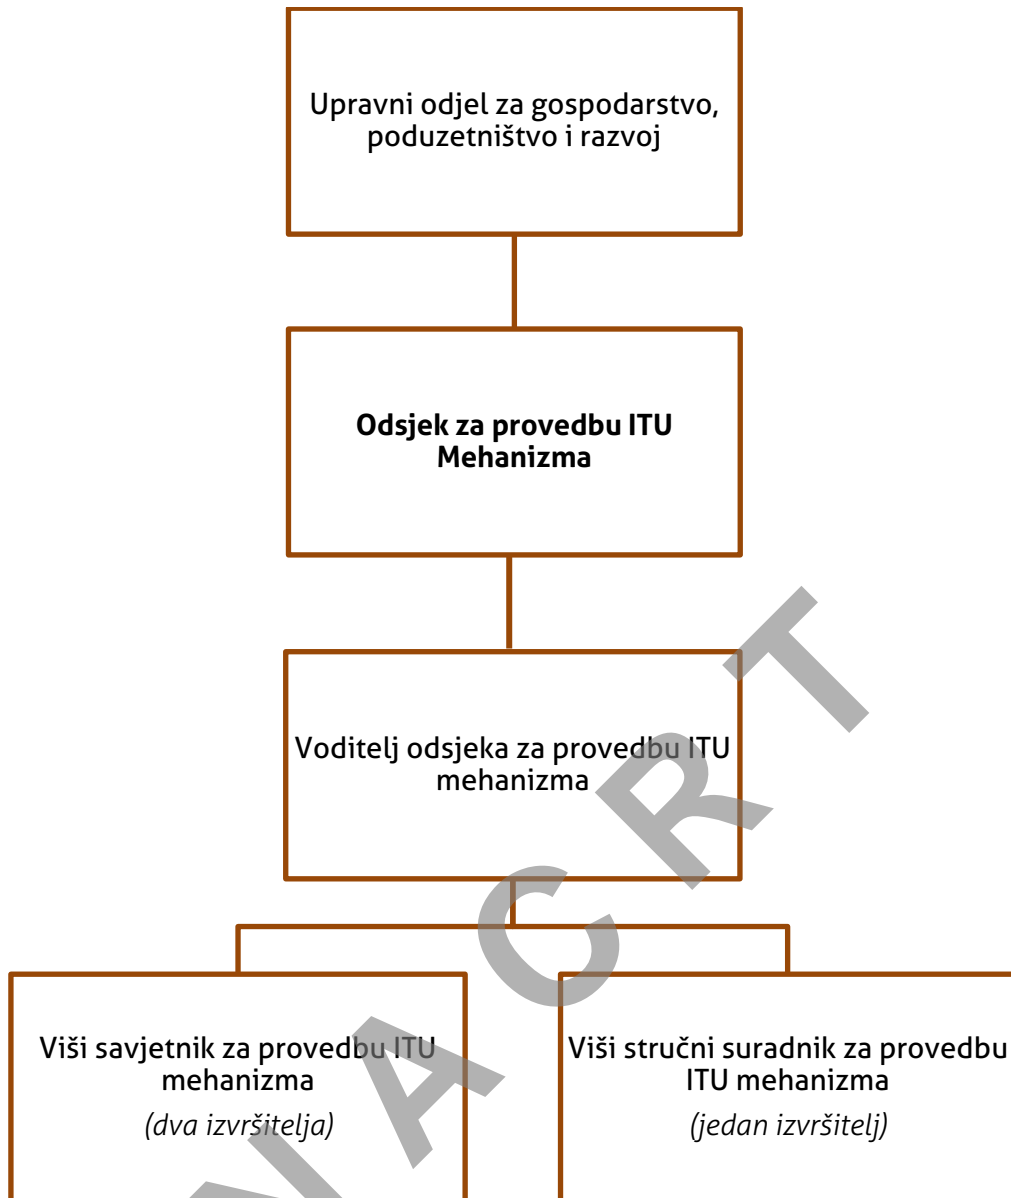 Upravni odjel za gospodarstvo,
poduzetništvo i razvoj
Odsjek za provedbu ITU
Mehanizma
Voditelj odsjeka za provedbu ITU
mehanizma
Viši savjetnik za provedbu ITU
mehanizma
(dva izvršitelja)
Viši stručni suradnik za provedbu
ITU mehanizma
(jedan izvršitelj)
NACRT